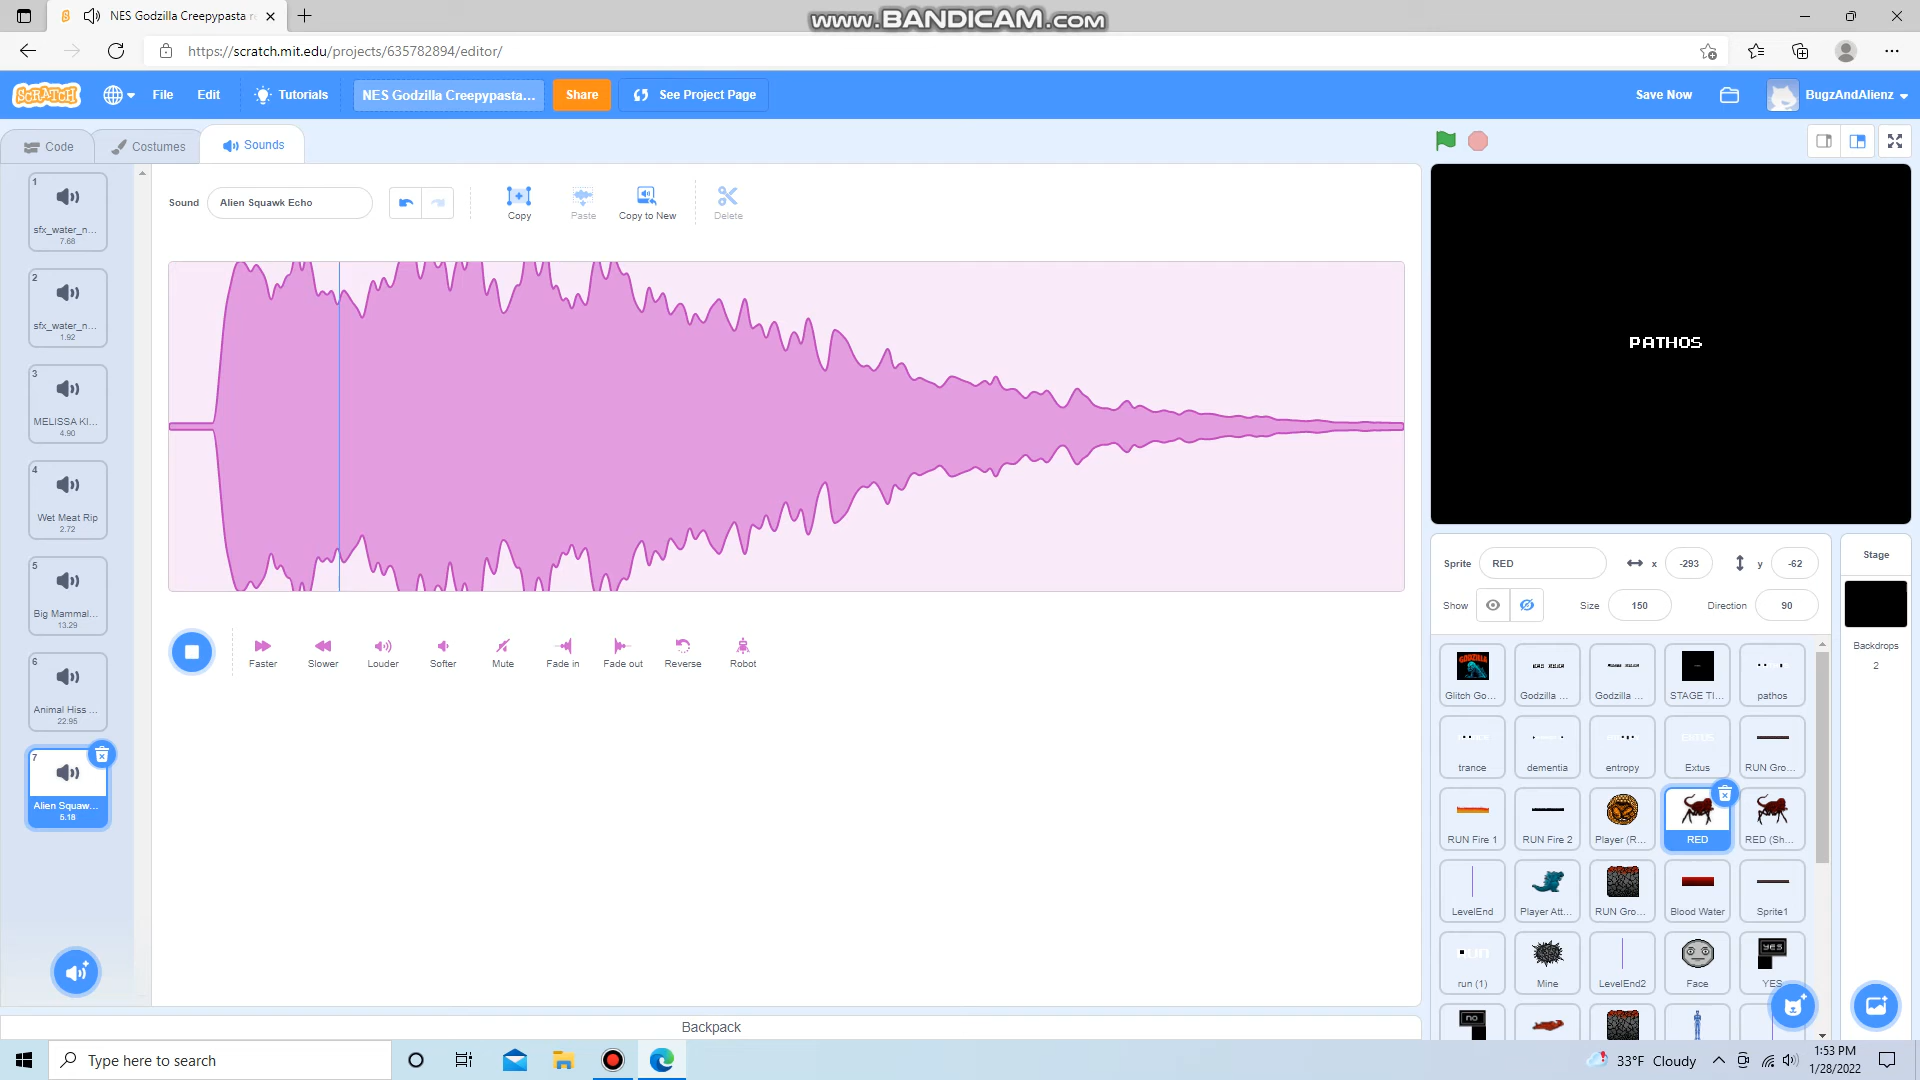 NES Godzilla Creepypasta re
www.BANDICAM.com
https://scratch.mit.edu/projects/635782894/editor/
SCRATCH
File
Edit
Tutorials
NES Godzilla Creepypasta...
Share
See Project Page
Save Now
BugzAndAlienz
Code
Costumes
Sounds
1
sfx_water_n...
7.68
2
sfx_water_n...
1.92
3
MELISSA KI...
4.90
4
Wet Meat Rip
2.72
5
Big Mammal...
13.29
6
Animal Hiss ...
22.95
7
Alien Squaw...
5.18
Sound
Alien Squawk Echo
Copy
Paste
Copy to New
Delete
Faster
Slower
Louder
Softer
Mute
Fade in
Fade out
Reverse
Robot
PATHOS
Sprite
RED
x
-293
y
-62
Show
Size
150
Direction
90
Stage
Backdrops
2
GODZILLA
Glitch Go...
Godzilla ...
Godzilla ...
STAGE TI...
pathos
trance
dementia
entropy
Extus
RUN Gro...
RUN Fire 1
RUN Fire 2
Player (R...
RED
RED (Sh...
LevelEnd
Player Att...
RUN Gro...
Blood Water
Sprite1
run (1)
Mine
LevelEnd2
Face
YES
YES
no
Backpack
Type here to search
33°F Cloudy
1:53 PM
1/28/2022